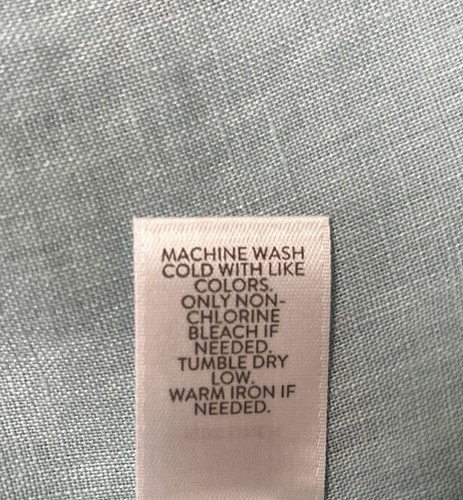 MACHINE WASH
COLD WITH LIKE
COLORS.
ONLY NON-
CHLORINE
BLEACH IF
NEEDED.
TUMBLE DRY
LOW.
WARM IRON IF
NEEDED.